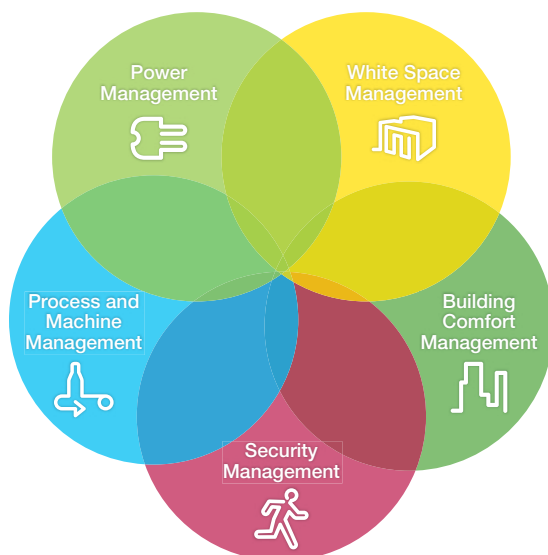 Power
Management
White Space
Management
Process and
Machine
Management
Building
Comfort
Management
Security
Management